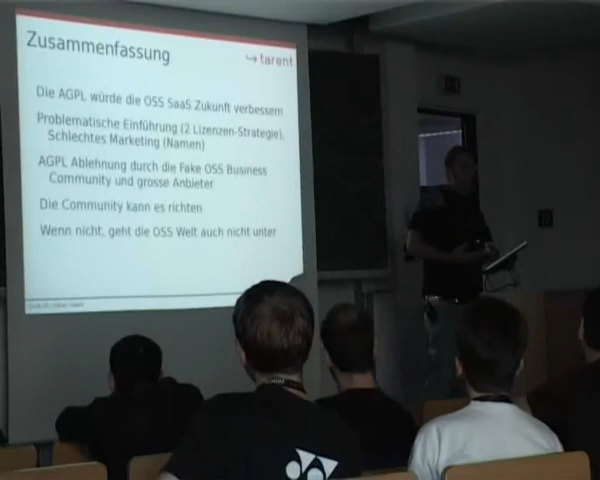 Zusammenfassung
tarent
Die AGPL würde die OSS SaaS Zukunft verbessern
Problematische Einführung (2 Lizenzen-Strategie),
Schlechtes Marketing (Namen)
AGPL Ablehnung durch die Fake OSS Business
Community und grosse Anbieter
Die Community kann es richten
Wenn nicht, geht die OSS Welt auch nicht unter